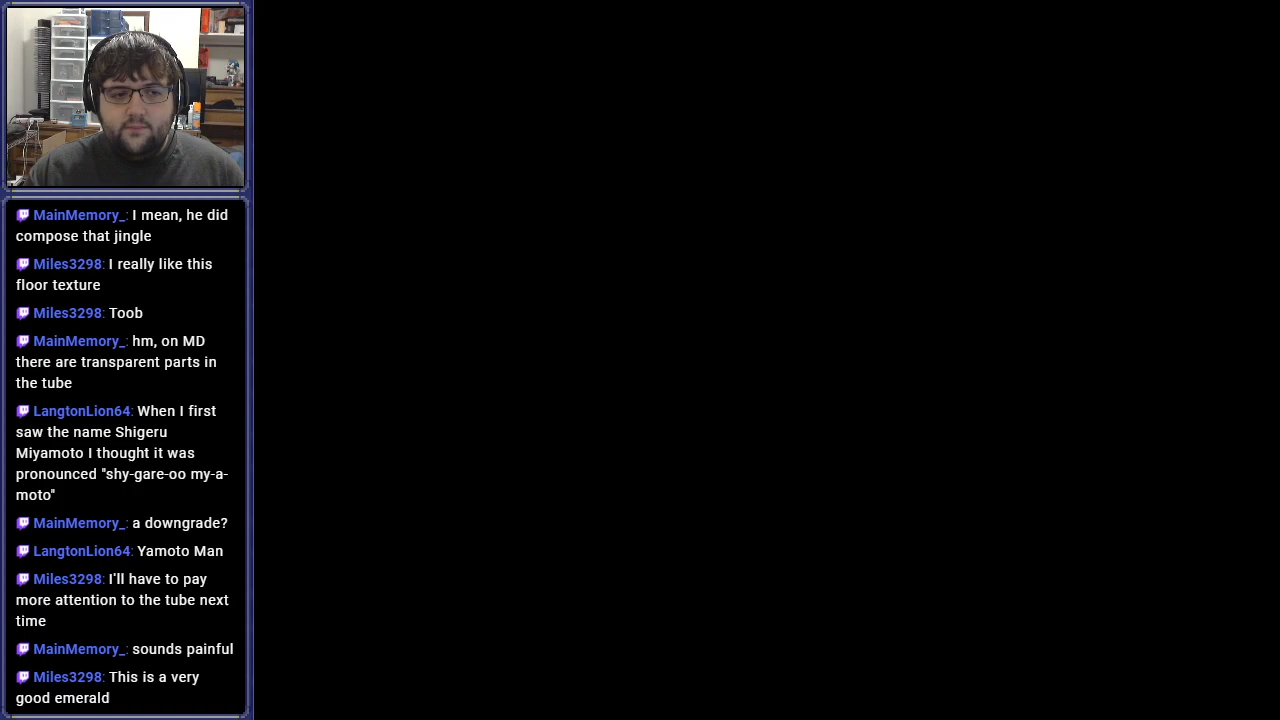 MainMemory_: I mean, he did
compose that jingle
Miles3298: I really like this
floor texture
Miles3298: Toob
MainMemory_: hm, on MD
there are transparent parts in
the tube
LangtonLion64: When I first
saw the name Shigeru
Miyamoto I thought it was
pronounced "shy-gare-oo my-a-
moto"
MainMemory_: a downgrade?
LangtonLion64: Yamoto Man
Miles3298: I'll have to pay
more attention to the tube next
time
MainMemory_: sounds painful
Miles3298: This is a very
good emerald